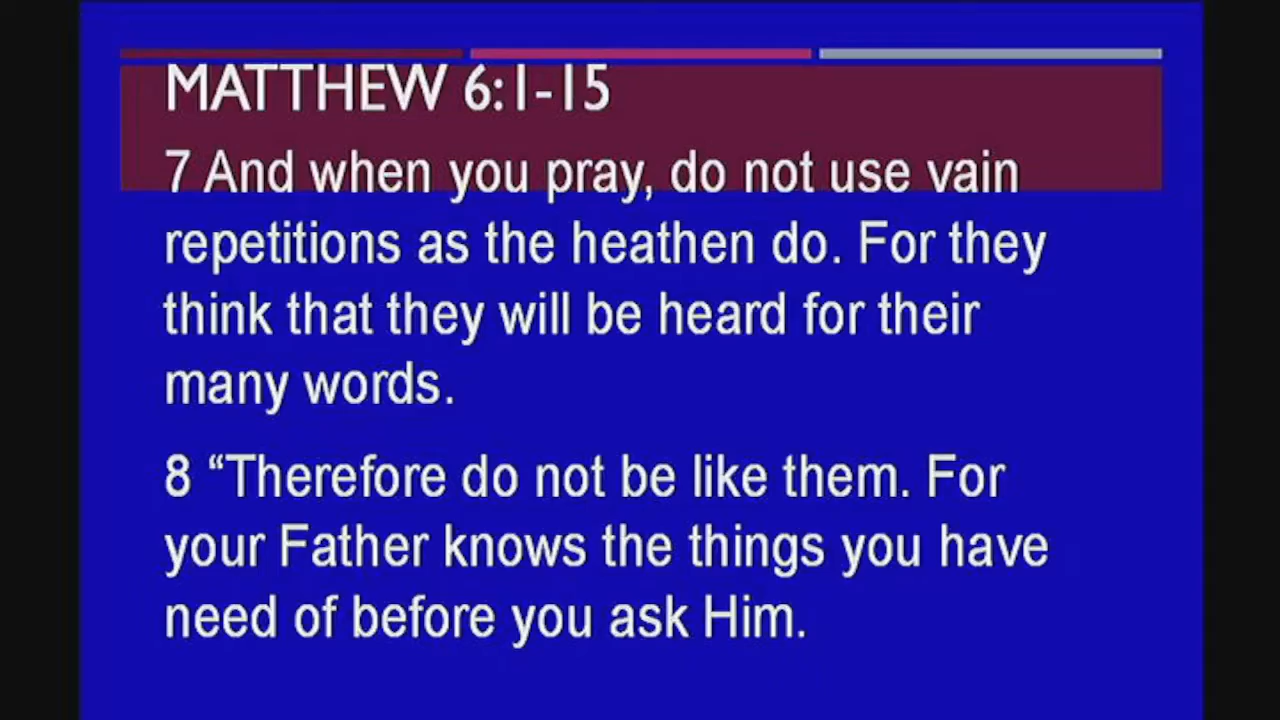 MATTHEW 6:1-15
7 And when you pray, do not use vain
repetitions as the heathen do. For they
think that they will be heard for their
many words.
8 “Therefore do not be like them. For
your Father knows the things you have
need of before you ask Him.